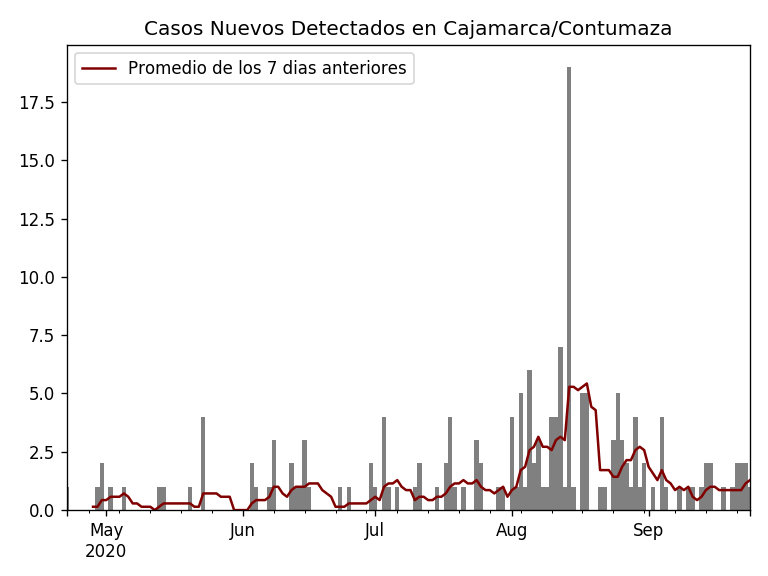 Casos Nuevos Detectados en Cajamarca/Contumaza
Promedio de los 7 dias anteriores
17.5
15.0
12.5
10.0
7.5
5.0
2.5
0.0
May
2020
Jun
Jul
Aug
Sep